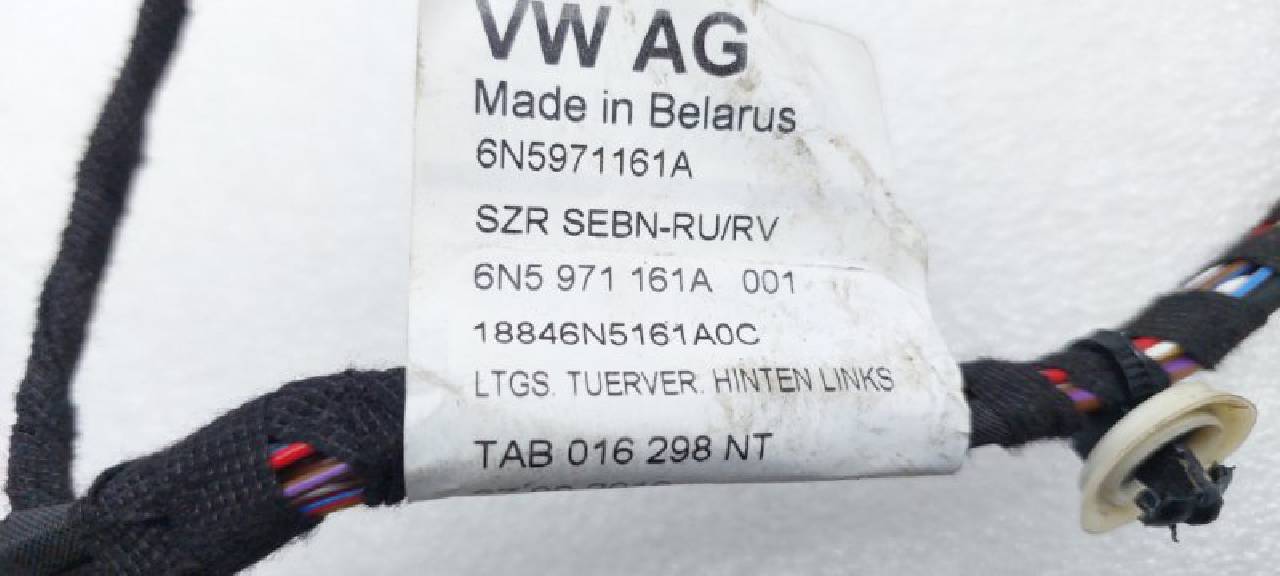 VW AG
Made in Belarus
6N5971161A
SZR SEBN-RU/RV
6N5 971 161A 001
18846N5161A0C
LTGS. TUERVER. HINTEN LINKS
TAB 016 298 NT